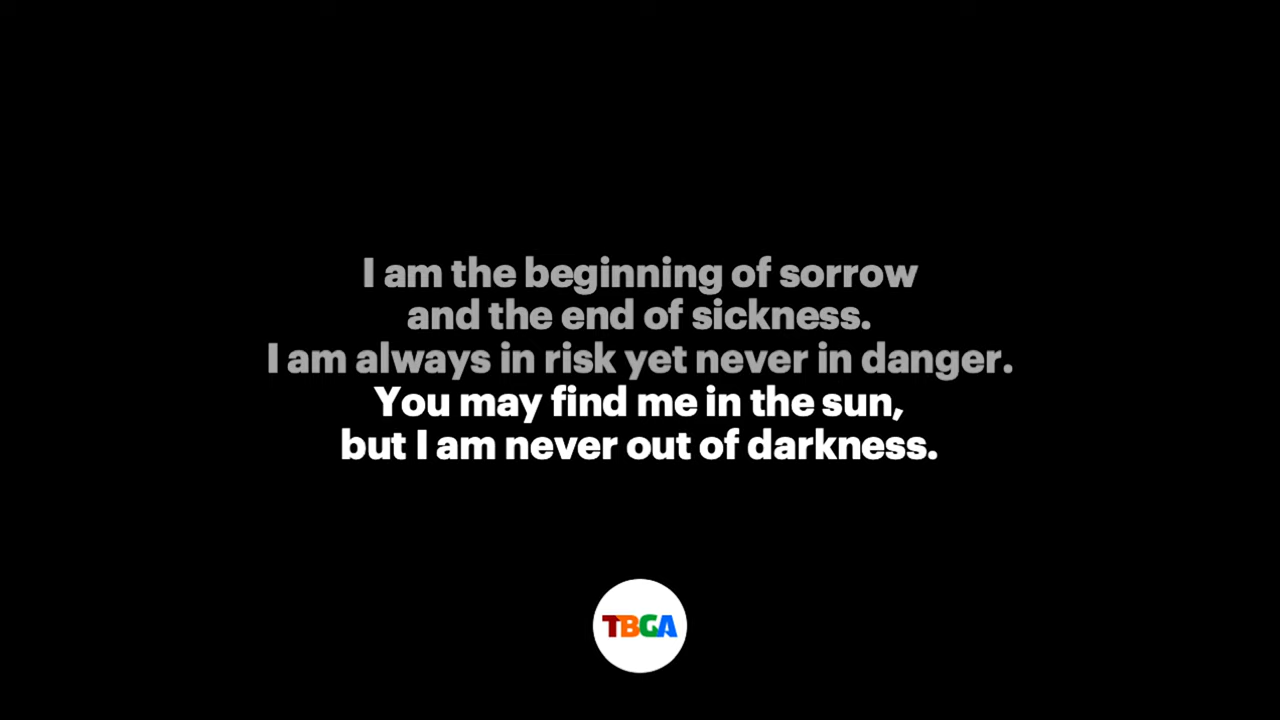 I am the beginning of sorrow
and the end of sickness.
I am always in risk yet never in danger.
You may find me in the sun,
but I am never out of darkness.
TBGA